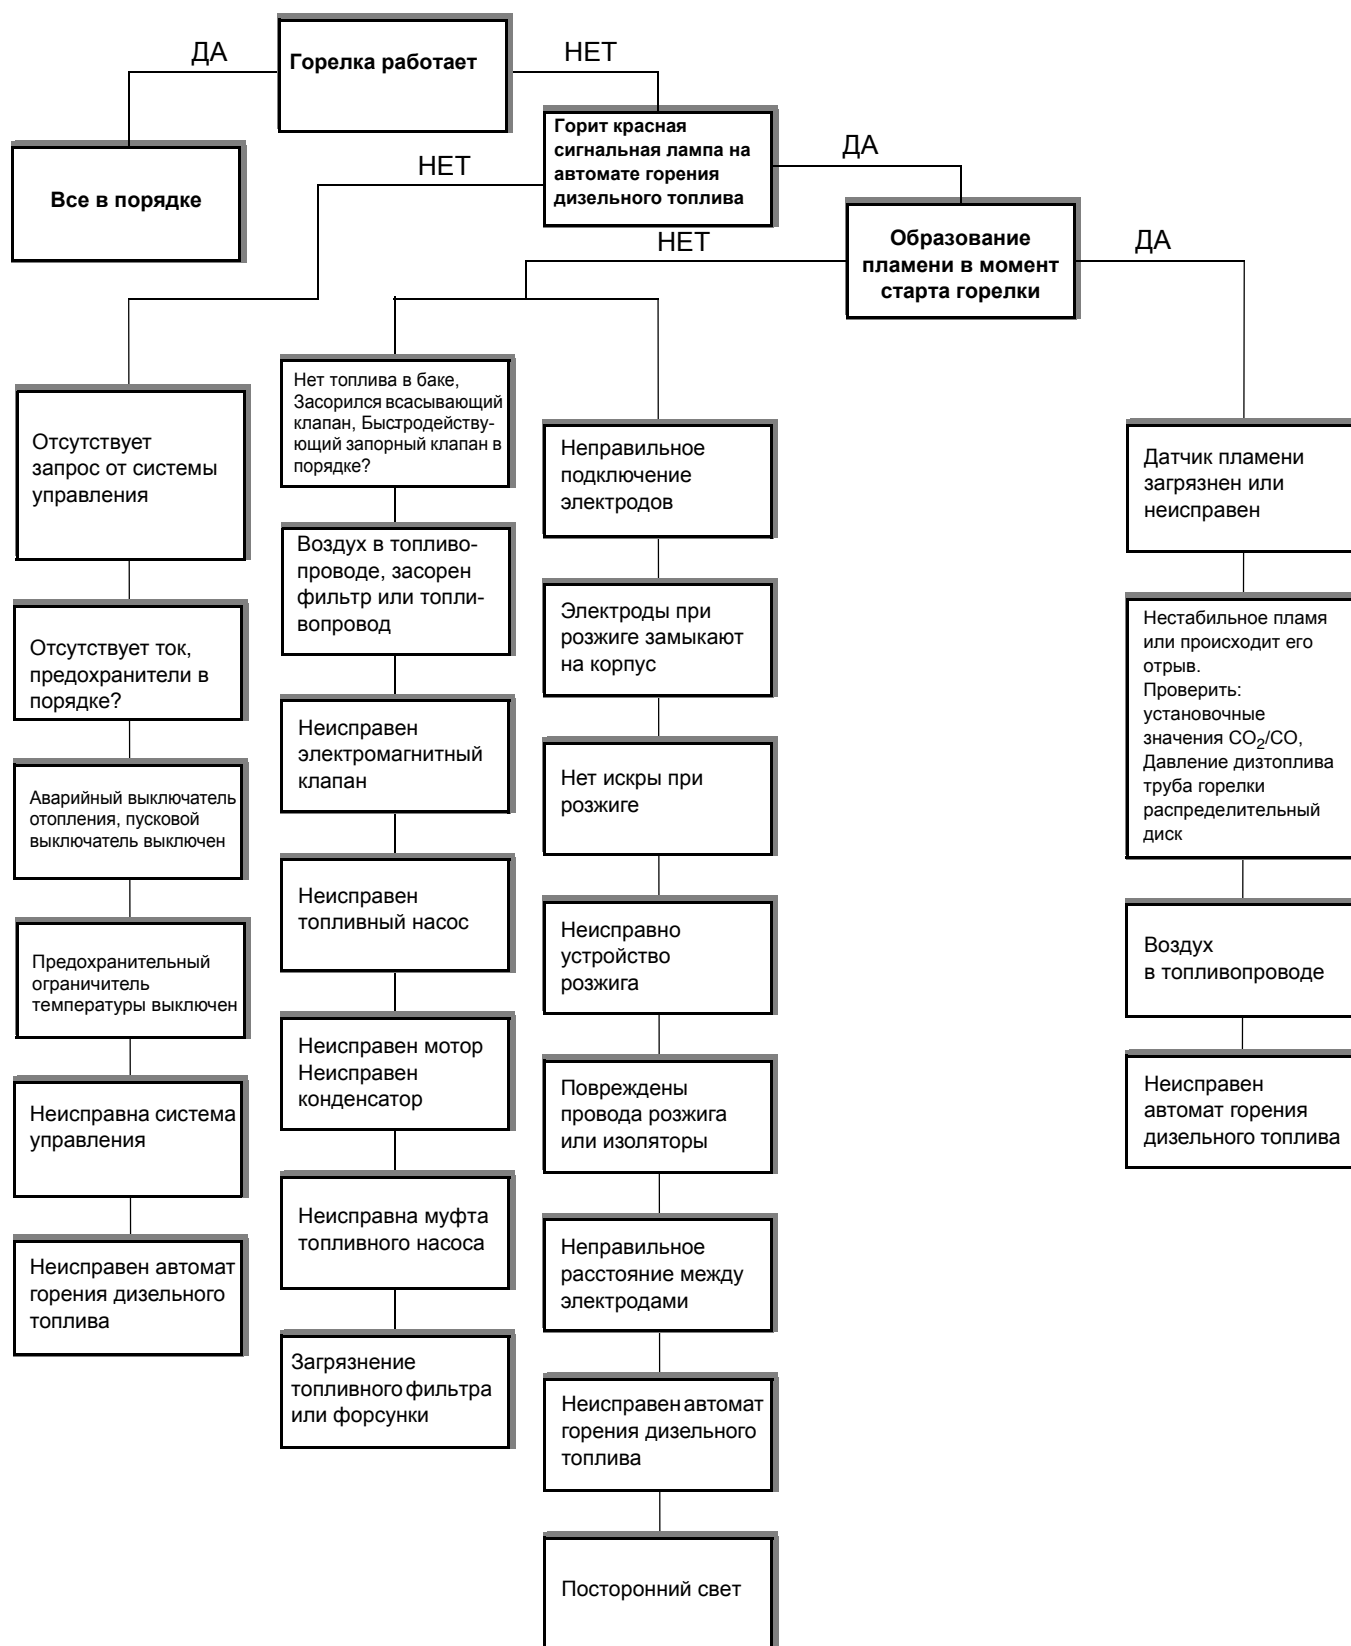 ДА
Горелка работает
НЕТ
Все в порядке
НЕТ
Горит красная
сигнальная лампа на
автомате горения
дизельного топлива
ДА
НЕТ
Образование
пламени в момент
старта горелки
ДА
Отсутствует
запрос от системы
управления
Отсутствует ток,
предохранители в
порядке?
Аварийный выключатель
отопления, пусковой
выключатель выключен
Предохранительный
ограничитель
температуры выключен
Неисправна система
управления
Неисправен автомат
горения дизельного
топлива
Нет топлива в баке,
Засорился всасывающий
клапан, Быстродейству-
ющий запорный клапан в
порядке?
Воздух в топливо-
проводе, засорен
фильтр или топли-
вопровод
Неисправен
электромагнитный
клапан
Неисправен
топливный насос
Неисправен мотор
Неисправен
конденсатор
Неисправна муфта
топливного насоса
Загрязнение
топливного фильтра
или форсунки
Неправильное
подключение
электродов
Электроды при
розжиге замыкают
на корпус
Нет искры при
розжиге
Неисправно
устройство
розжига
Повреждены
провода розжига
или изоляторы
Неправильное
расстояние между
электродами
Неисправен автомат
горения дизельного
топлива
Посторонний свет
Датчик пламени
загрязнен или
неисправен
Нестабильное пламя
или происходит его
отрыв.
Проверить:
установочные
значения CO₂/CO,
Давление дизтоплива
труба горелки
распределительный
диск
Воздух
в топливопроводе
Неисправен
автомат горения
дизельного топлива